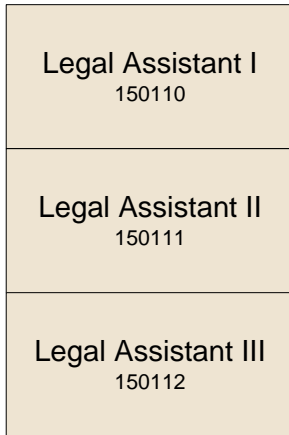 Legal Assistant I
150110
Legal Assistant II
150111
Legal Assistant III
150112